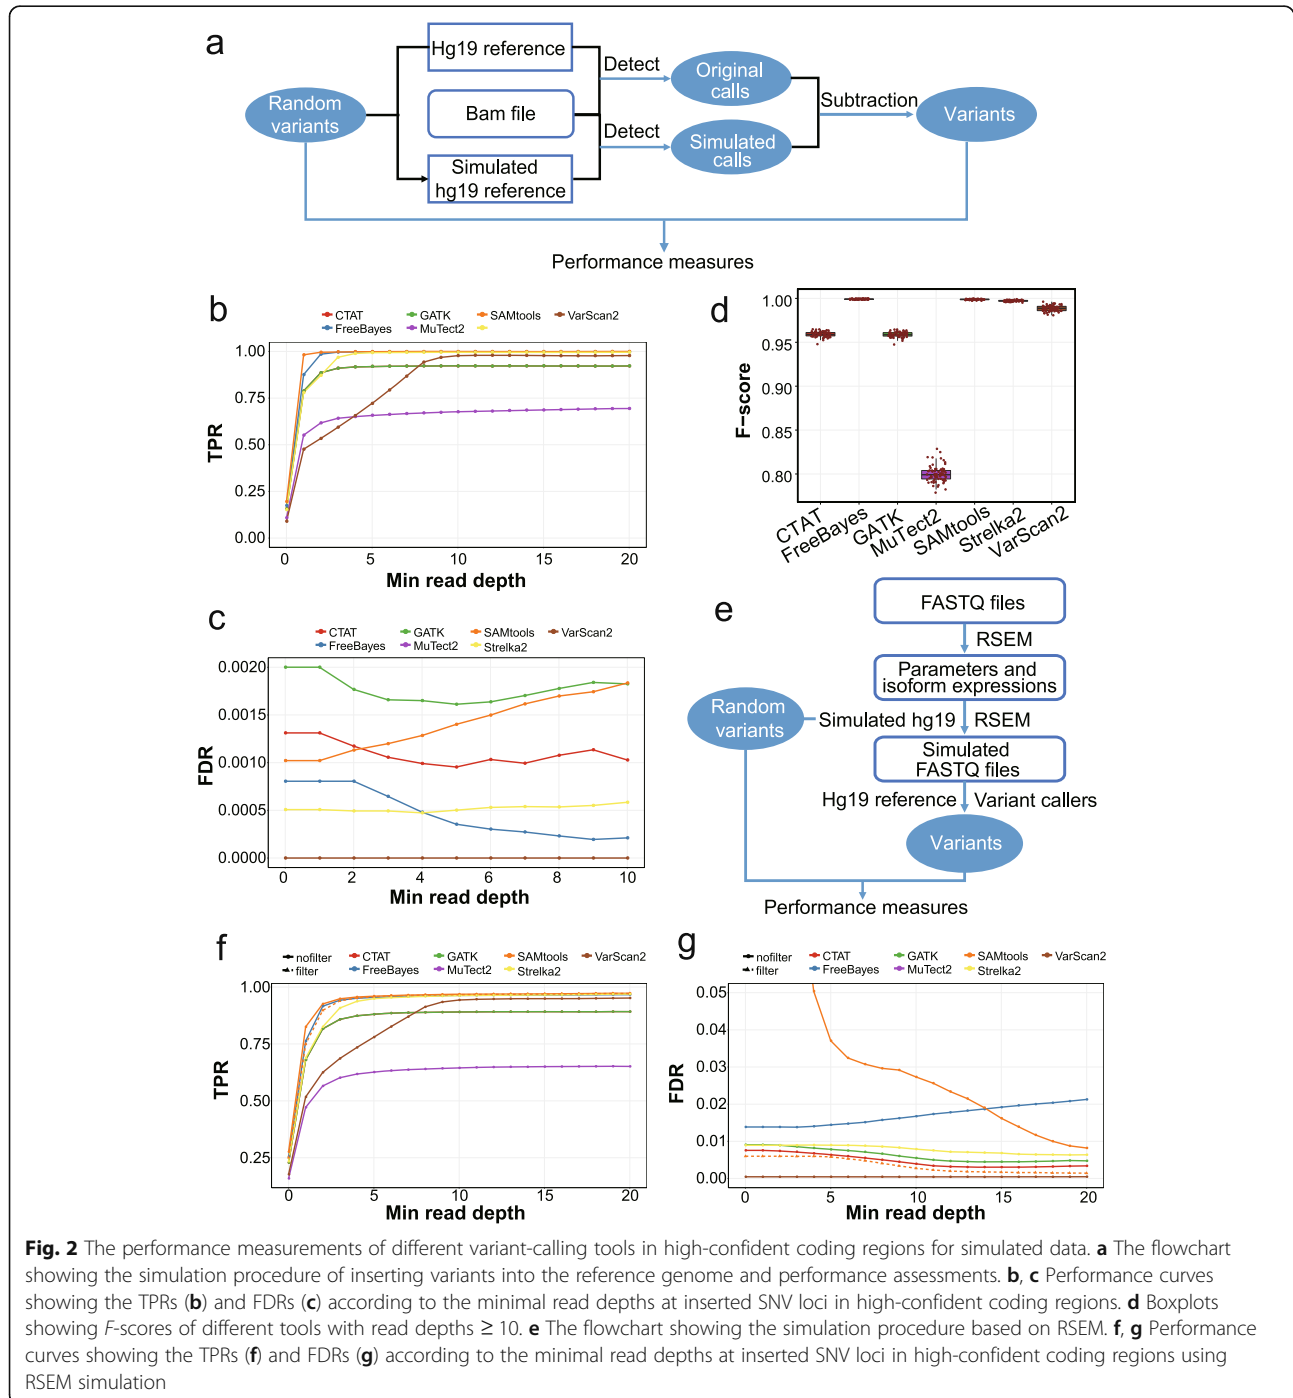 a
Hg19 reference
Random
variants
Bam file
Simulated
hg19 reference
Detect
Detect
Original
calls
Simulated
calls
Subtraction
Variants
Performance measures
b
CTAT
GATK
SAMtools
VarScan2
FreeBayes
MuTect2
TPR
1.00
0.75
0.50
0.25
0.00
0
5
10
15
20
Min read depth
d
F−score
1.00
0.95
0.90
0.85
0.80
CTAT
FreeBayes
GATK
MuTect2
SAMtools
Strelka2
VarScan2
c
CTAT
GATK
SAMtools
VarScan2
FreeBayes
MuTect2
Strelka2
FDR
0.0020
0.0015
0.0010
0.0005
0.0000
0
2
4
6
8
10
Min read depth
e
FASTQ files
RSEM
Parameters and
isoform expressions
Random
variants
Simulated hg19
RSEM
Simulated
FASTQ files
Hg19 reference
Variant callers
Variants
Performance measures
f
nofilter
filter
CTAT
GATK
SAMtools
VarScan2
FreeBayes
MuTect2
Strelka2
TPR
1.00
0.75
0.50
0.25
0
5
10
15
20
Min read depth
g
nofilter
filter
CTAT
GATK
SAMtools
VarScan2
FreeBayes
MuTect2
Strelka2
FDR
0.05
0.04
0.03
0.02
0.01
0.00
0
5
10
15
20
Min read depth
Fig. 2 The performance measurements of different variant-calling tools in high-confident coding regions for simulated data. a The flowchart
showing the simulation procedure of inserting variants into the reference genome and performance assessments. b, c Performance curves
showing the TPRs (b) and FDRs (c) according to the minimal read depths at inserted SNV loci in high-confident coding regions. d Boxplots
showing F-scores of different tools with read depths ≥ 10. e The flowchart showing the simulation procedure based on RSEM. f, g Performance
curves showing the TPRs (f) and FDRs (g) according to the minimal read depths at inserted SNV loci in high-confident coding regions using
RSEM simulation